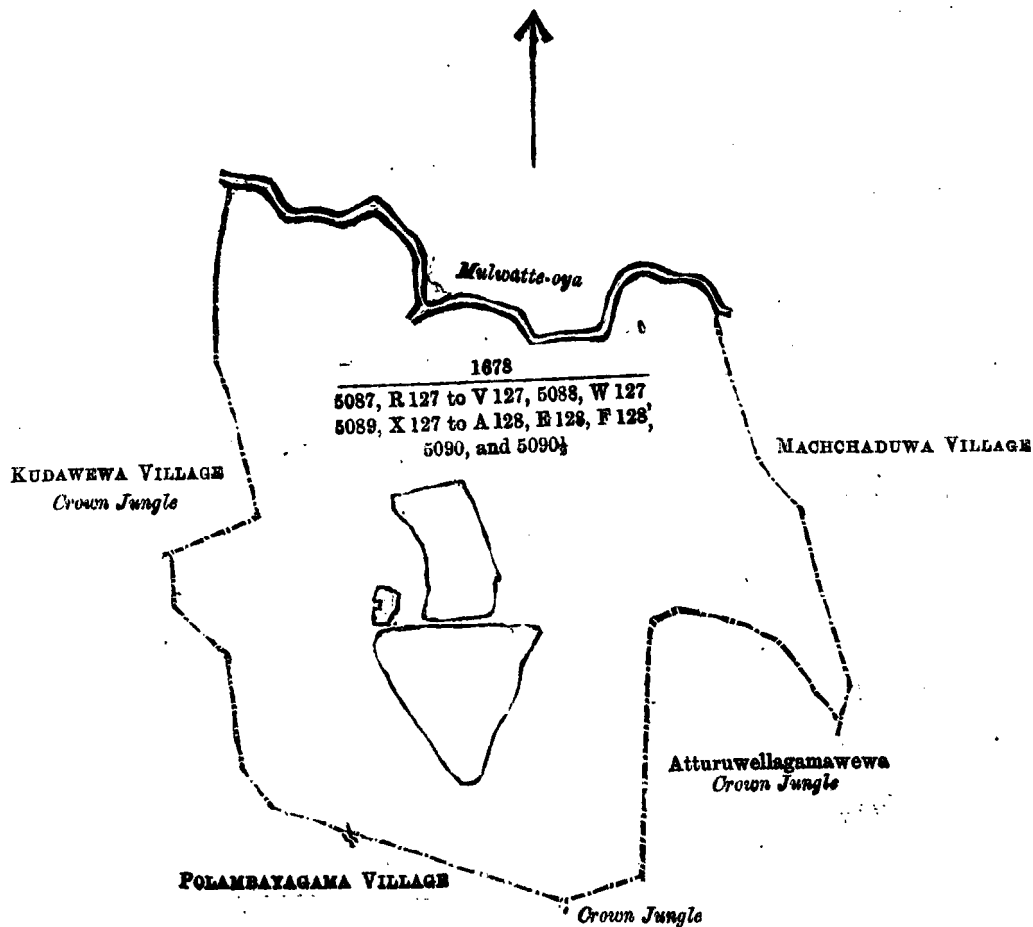 Mulwatte-oya
1678
5087, R 127 to V 127, 5088, W 127,
5089, X 127 to A 128, E 128, F 128,
5090, and 5090½
KUDAWEWA VILLAGE
Crown Jungle
MACHCHADUWA VILLAGE
Atturuwellagamawewa
Crown Jungle
POLAMBAYAGAMA VILLAGE
Crown Jungle